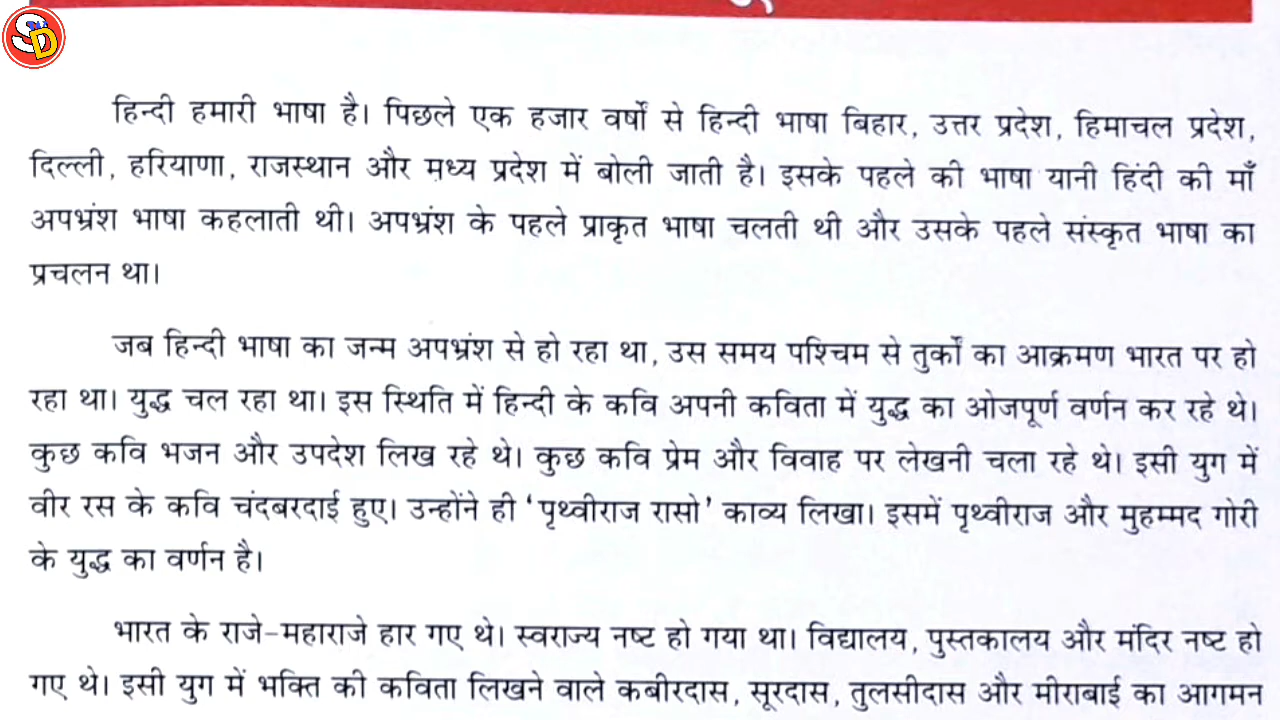 SD
हिन्दी हमारी भाषा है। पिछले एक हजार वर्षों से हिन्दी भाषा बिहार, उत्तर प्रदेश, हिमाचल प्रदेश,
दिल्ली, हरियाणा, राजस्थान और मध्य प्रदेश में बोली जाती है। इसके पहले की भाषा यानी हिंदी की माँ
अपभ्रंश भाषा कहलाती थी। अपभ्रंश के पहले प्राकृत भाषा चलती थी और उसके पहले संस्कृत भाषा का
प्रचलन था।
जब हिन्दी भाषा का जन्म अपभ्रंश से हो रहा था, उस समय पश्चिम से तुर्कों का आक्रमण भारत पर हो
रहा था। युद्ध चल रहा था। इस स्थिति में हिन्दी के कवि अपनी कविता में युद्ध का ओजपूर्ण वर्णन कर रहे थे।
कुछ कवि भजन और उपदेश लिख रहे थे। कुछ कवि प्रेम और विवाह पर लेखनी चला रहे थे। इसी युग में
वीर रस के कवि चंदबरदाई हुए। उन्होंने ही ‘पृथ्वीराज रासो’ काव्य लिखा। इसमें पृथ्वीराज और मुहम्मद गोरी
के युद्ध का वर्णन है।
भारत के राजे-महाराजे हार गए थे। स्वराज्य नष्ट हो गया था। विद्यालय, पुस्तकालय और मंदिर नष्ट हो
गए थे। इसी युग में भक्ति की कविता लिखने वाले कबीरदास, सूरदास, तुलसीदास और मीराबाई का आगमन